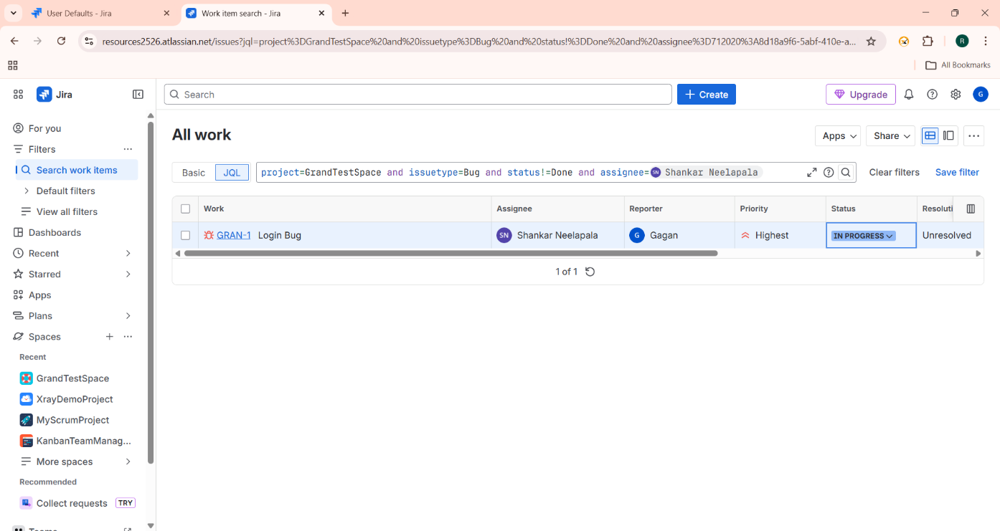 User Defaults - Jira
Work item search - Jira
resources2526.atlassian.net/issues?jql=project%3DGrandTestSpace%20and%20issuetype%3DBug%20and%20status!%3DDone%20and%20assignee%3D712020%3A8d18a9f6-5abf-410e-a...
R
All Bookmarks
Jira
Search
Create
Upgrade
G
For you
Filters
Search work items
Default filters
View all filters
Dashboards
Recent
Starred
Apps
Plans
Spaces
Recent
GrandTestSpace
XrayDemoProject
MyScrumProject
KanbanTeamManag...
More spaces
Recommended
Collect requests TRY
Teams
All work
Apps
Share
Basic JQL
project=GrandTestSpace and issuetype=Bug and status!=Done and assignee= SN Shankar Neelapala
Clear filters Save filter
Work Assignee Reporter Priority Status Resoluti
GRAN-1 Login Bug SN Shankar Neelapala G Gagan Highest IN PROGRESS Unresolved
1 of 1